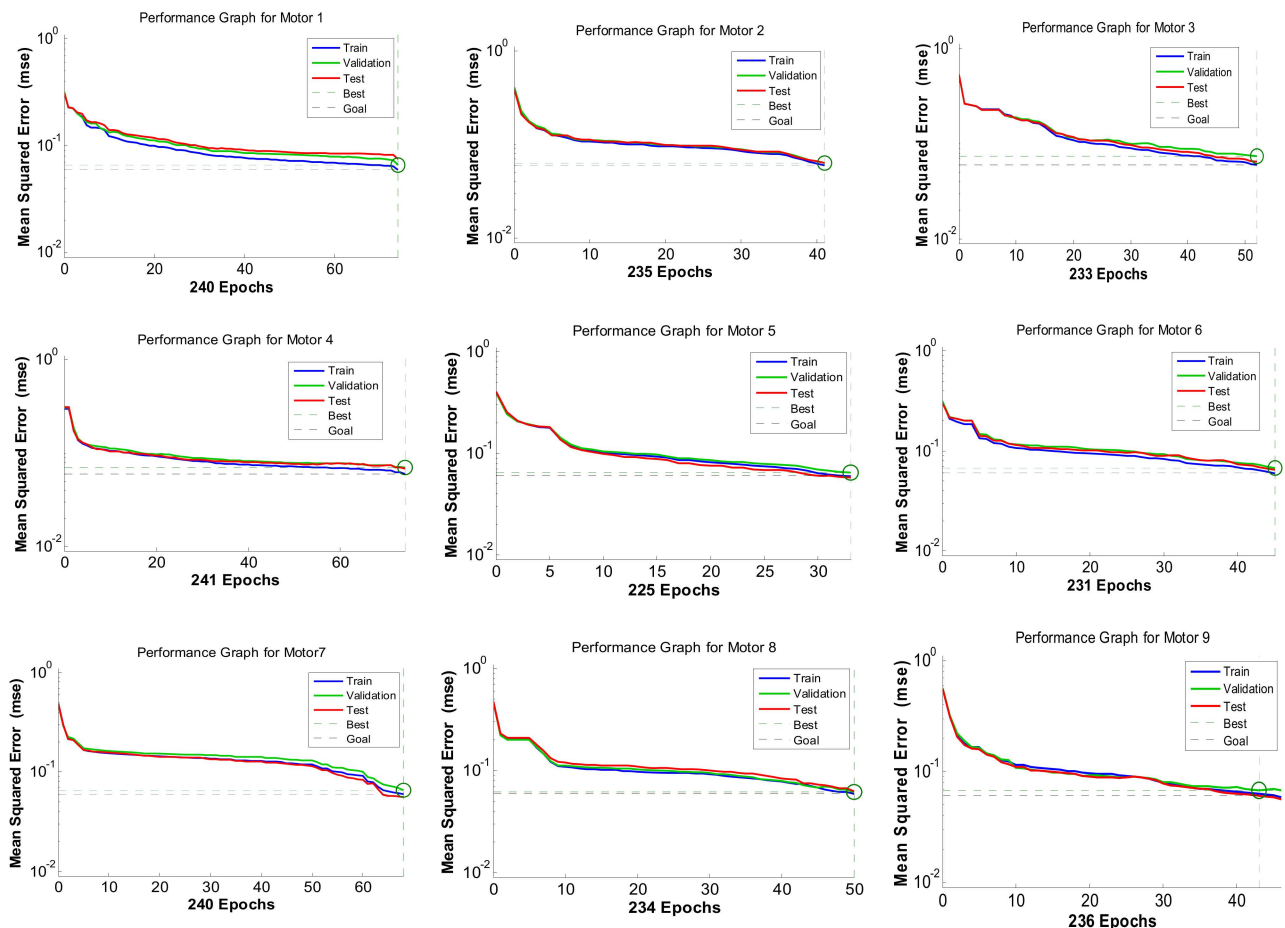 Performance Graph for Motor 1
Mean Squared Error (mse)
10^0
10^-1
10^-2
Train
Validation
Test
Best
Goal
0 20 40 60
240 Epochs
Performance Graph for Motor 2
Mean Squared Error (mse)
10^0
10^-2
Train
Validation
Test
Best
Goal
0 10 20 30 40
235 Epochs
Performance Graph for Motor 3
Mean Squared Error (mse)
10^0
10^-2
Train
Validation
Test
Best
Goal
0 10 20 30 40 50
233 Epochs
Performance Graph for Motor 4
Mean Squared Error (mse)
10^0
10^-2
Train
Validation
Test
Best
Goal
0 20 40 60
241 Epochs
Performance Graph for Motor 5
Mean Squared Error (mse)
10^0
10^-1
10^-2
Train
Validation
Test
Best
Goal
0 5 10 15 20 25 30
225 Epochs
Performance Graph for Motor 6
Mean Squared Error (mse)
10^0
10^-1
10^-2
Train
Validation
Test
Best
Goal
0 10 20 30 40
231 Epochs
Performance Graph for Motor7
Mean Squared Error (mse)
10^0
10^-1
10^-2
Train
Validation
Test
Best
Goal
0 10 20 30 40 50 60
240 Epochs
Performance Graph for Motor 8
Mean Squared Error (mse)
10^0
10^-1
10^-2
Train
Validation
Test
Best
Goal
0 10 20 30 40 50
234 Epochs
Performance Graph for Motor 9
Mean Squared Error (mse)
10^0
10^-1
10^-2
Train
Validation
Test
Best
Goal
0 10 20 30 40
236 Epochs